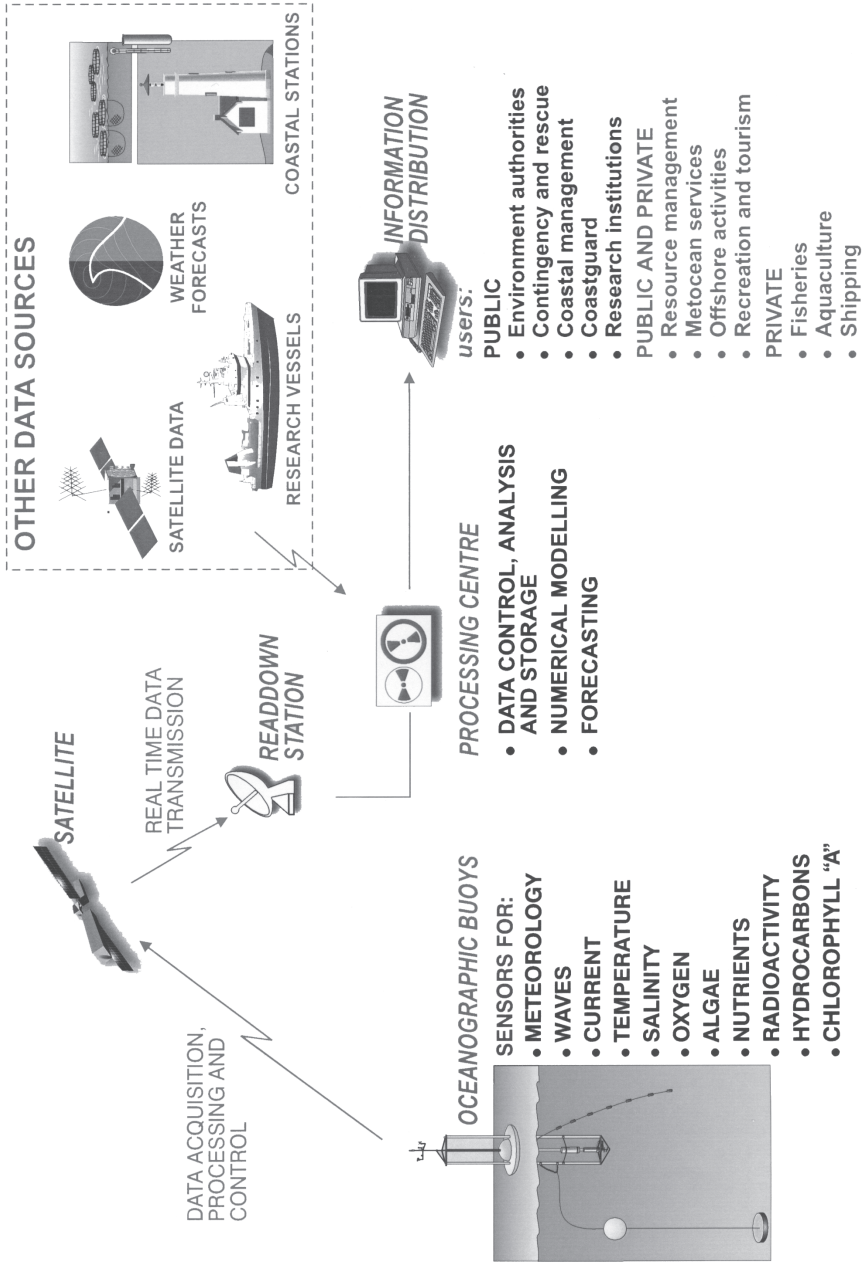 DATA ACQUISITION,
PROCESSING AND
CONTROL
SATELLITE
REAL TIME DATA
TRANSMISSION
READDOWN
STATION
OTHER DATA SOURCES
SATELLITE DATA
WEATHER
FORECASTS
RESEARCH VESSELS
COASTAL STATIONS
OCEANOGRAPHIC BUOYS
SENSORS FOR:
• METEOROLOGY
• WAVES
• CURRENT
• TEMPERATURE
• SALINITY
• OXYGEN
• ALGAE
• NUTRIENTS
• RADIOACTIVITY
• HYDROCARBONS
• CHLOROPHYLL “A”
PROCESSING CENTRE
• DATA CONTROL, ANALYSIS
AND STORAGE
• NUMERICAL MODELLING
• FORECASTING
INFORMATION
DISTRIBUTION
users:
PUBLIC
• Environment authorities
• Contingency and rescue
• Coastal management
• Coastguard
• Research institutions
PUBLIC AND PRIVATE
• Resource management
• Metocean services
• Offshore activities
• Recreation and tourism
PRIVATE
• Fisheries
• Aquaculture
• Shipping